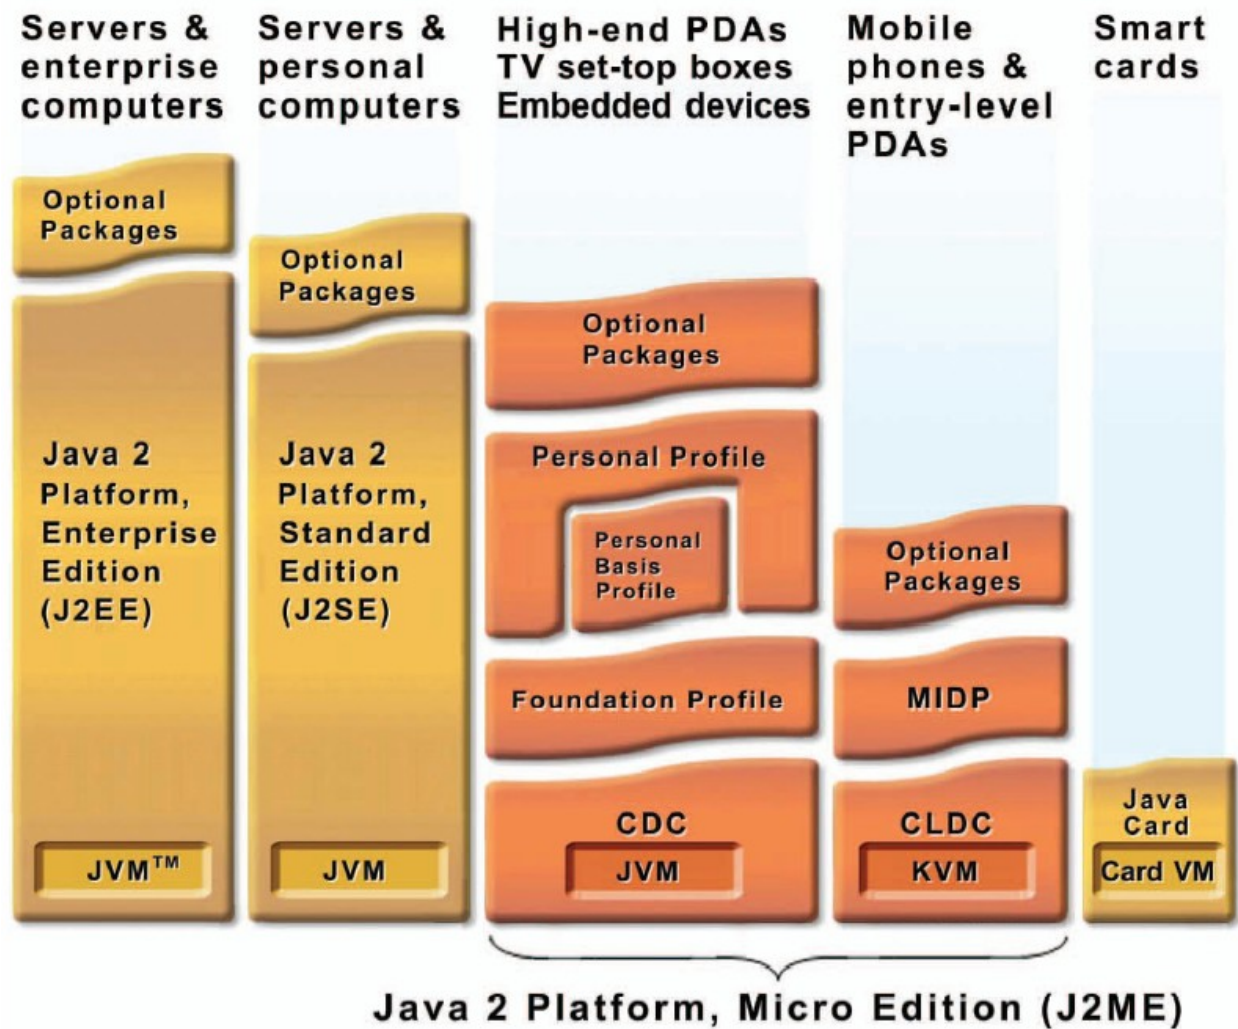 Servers &
enterprise
computers
Servers &
personal
computers
High-end PDAs
TV set-top boxes
Embedded devices
Mobile
phones &
entry-level
PDAs
Smart
cards
Optional
Packages
Java 2
Platform,
Enterprise
Edition
(J2EE)
JVM™
Optional
Packages
Java 2
Platform,
Standard
Edition
(J2SE)
JVM
Optional
Packages
Personal Profile
Personal
Basis
Profile
Foundation Profile
CDC
JVM
Optional
Packages
MIDP
CLDC
KVM
Java
Card
Card VM
Java 2 Platform, Micro Edition (J2ME)